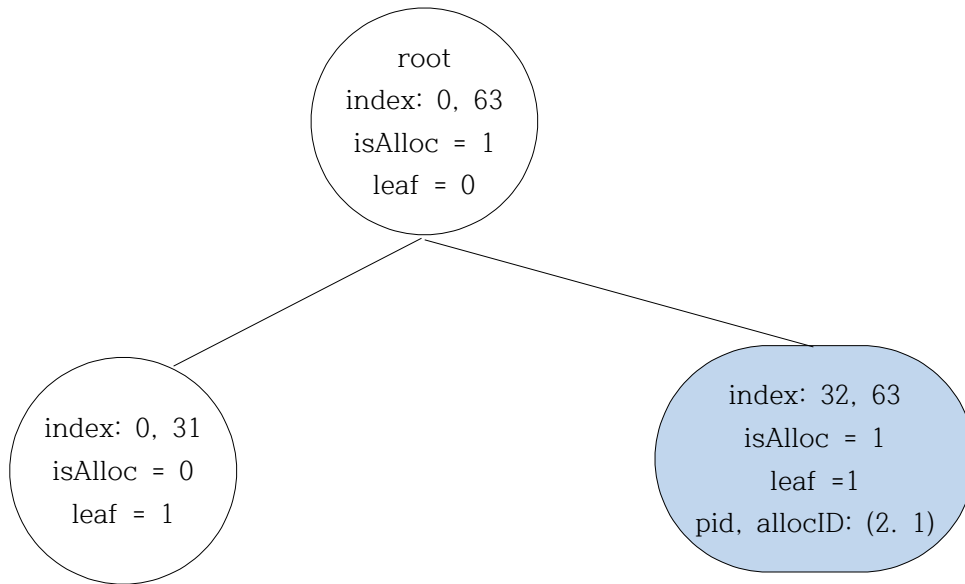 root
index: 0, 63
isAlloc = 1
leaf = 0
index: 0, 31
isAlloc = 0
leaf = 1
index: 32, 63
isAlloc = 1
leaf =1
pid, allocID: (2. 1)